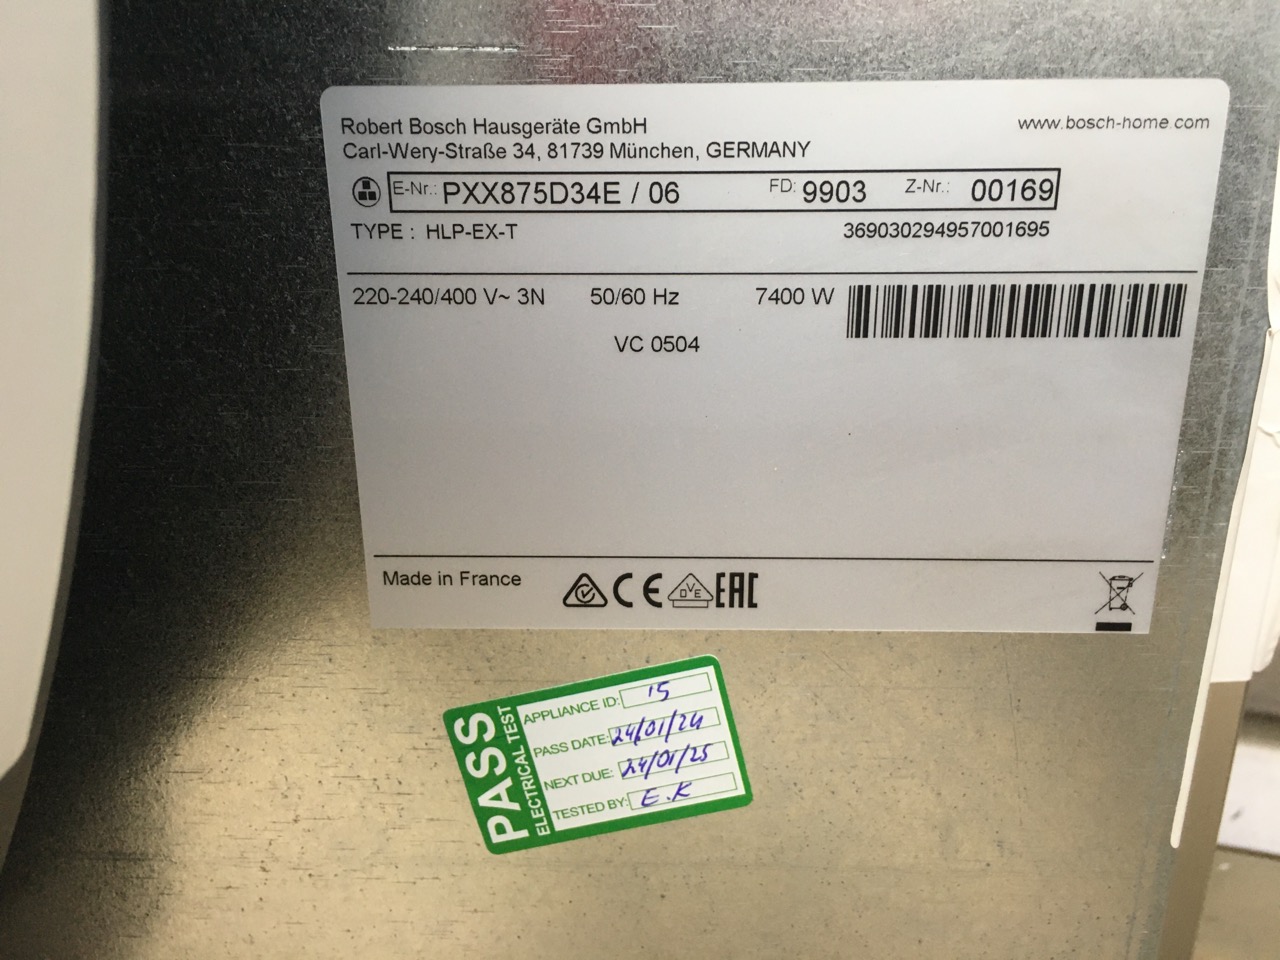 Robert Bosch Hausgeräte GmbH
www.bosch-home.com
Carl-Wery-Straße 34, 81739 München, GERMANY
E-Nr.: PXX875D34E / 06 FD: 9903 Z-Nr.: 00169
TYPE : HLP-EX-T 369030294957001695
220-240/400 V~ 3N 50/60 Hz 7400 W
VC 0504
Made in France CE OVE EAC
PASS
ELECTRICAL TEST
APPLIANCE ID: 15
PASS DATE: 24/01/24
NEXT DUE: 24/01/25
TESTED BY: E.K